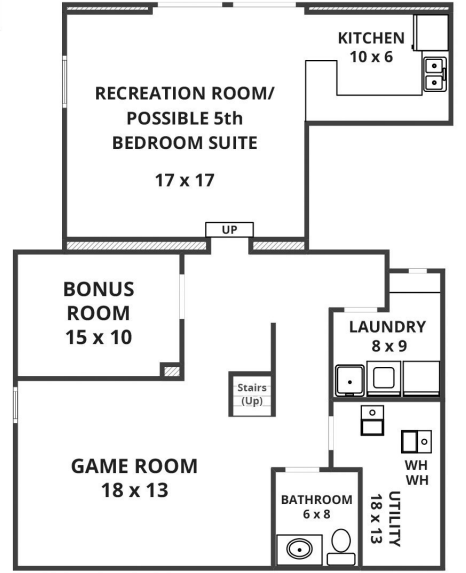 KITCHEN
10 x 6
RECREATION ROOM/
POSSIBLE 5th
BEDROOM SUITE
17 x 17
UP
BONUS
ROOM
15 x 10
LAUNDRY
8 x 9
Stairs
(Up)
GAME ROOM
18 x 13
WH
WH
BATHROOM
6 x 8
UTILITY
18 x 13